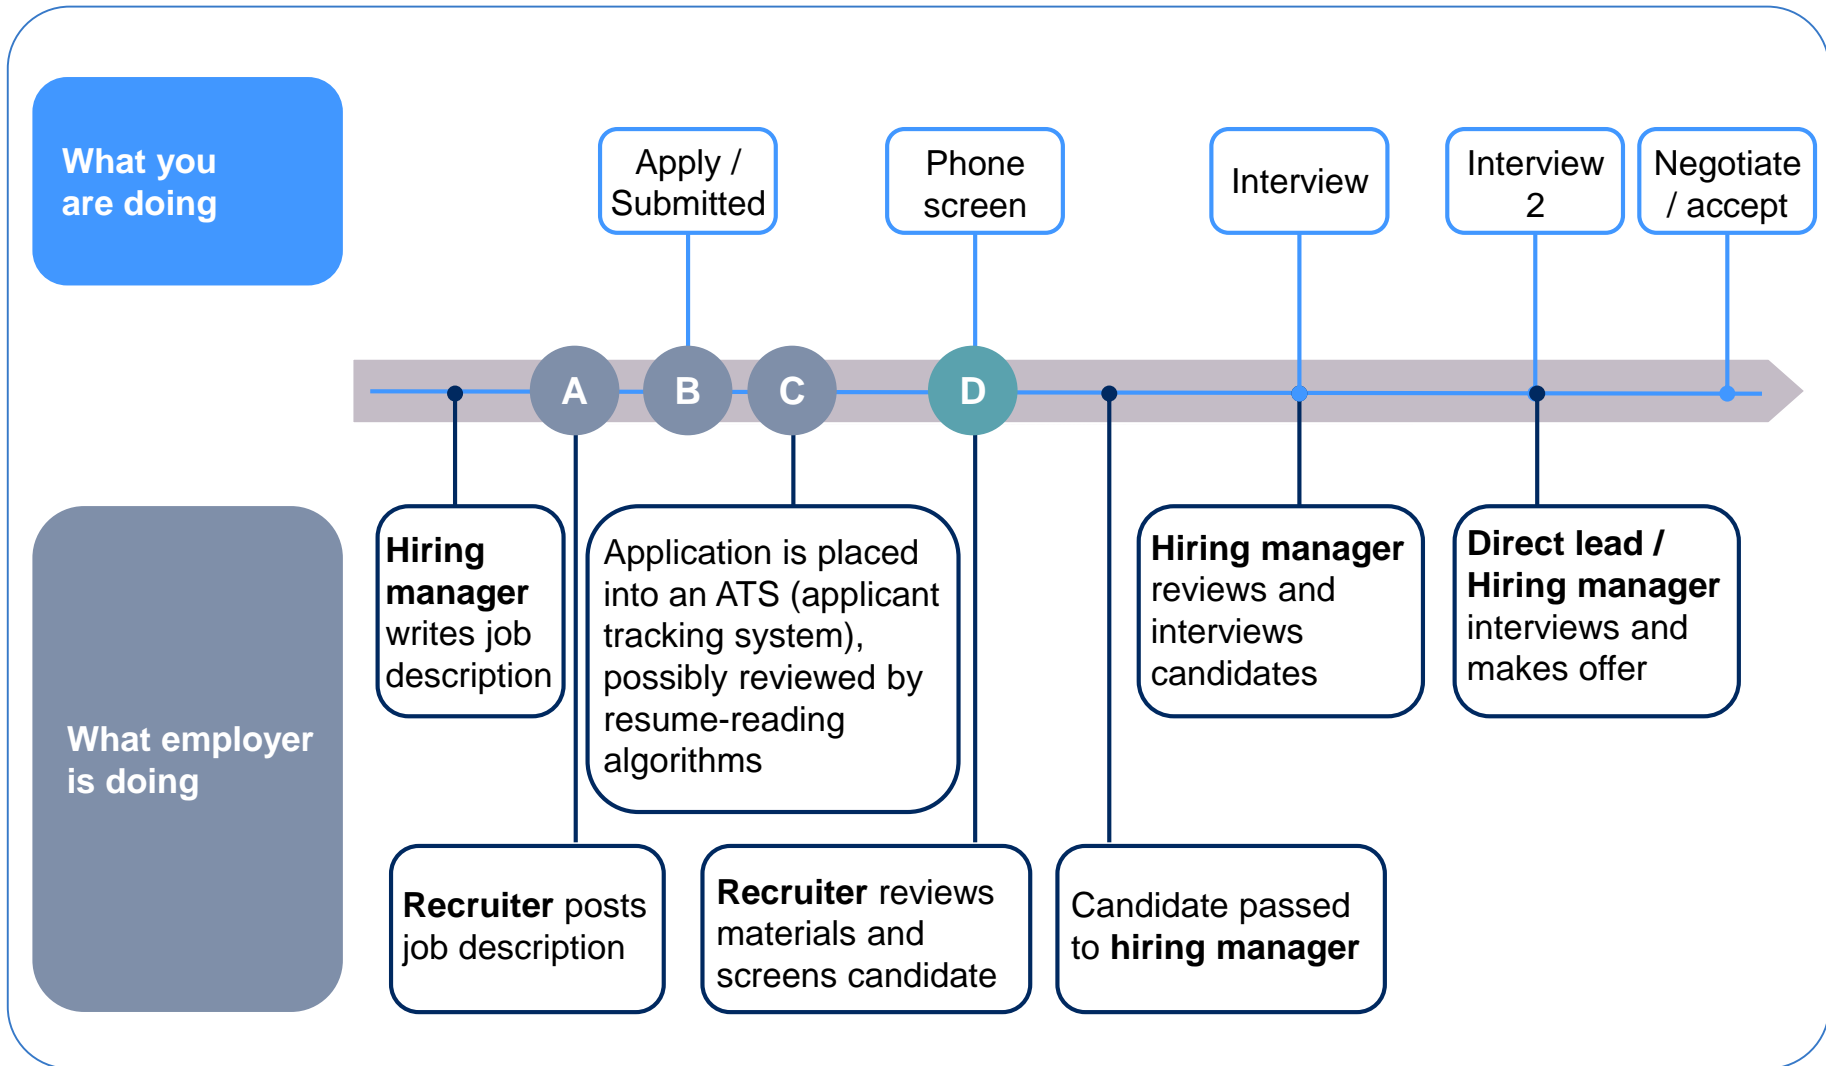 What you
are doing
Apply /
Submitted
Phone
screen
Interview
Interview
2
Negotiate
/ accept
A
B
C
D
What employer
is doing
Hiring
manager
writes job
description
Application is placed
into an ATS (applicant
tracking system),
possibly reviewed by
resume-reading
algorithms
Hiring manager
reviews and
interviews
candidates
Direct lead /
Hiring manager
interviews and
makes offer
Recruiter posts
job description
Recruiter reviews
materials and
screens candidate
Candidate passed
to hiring manager